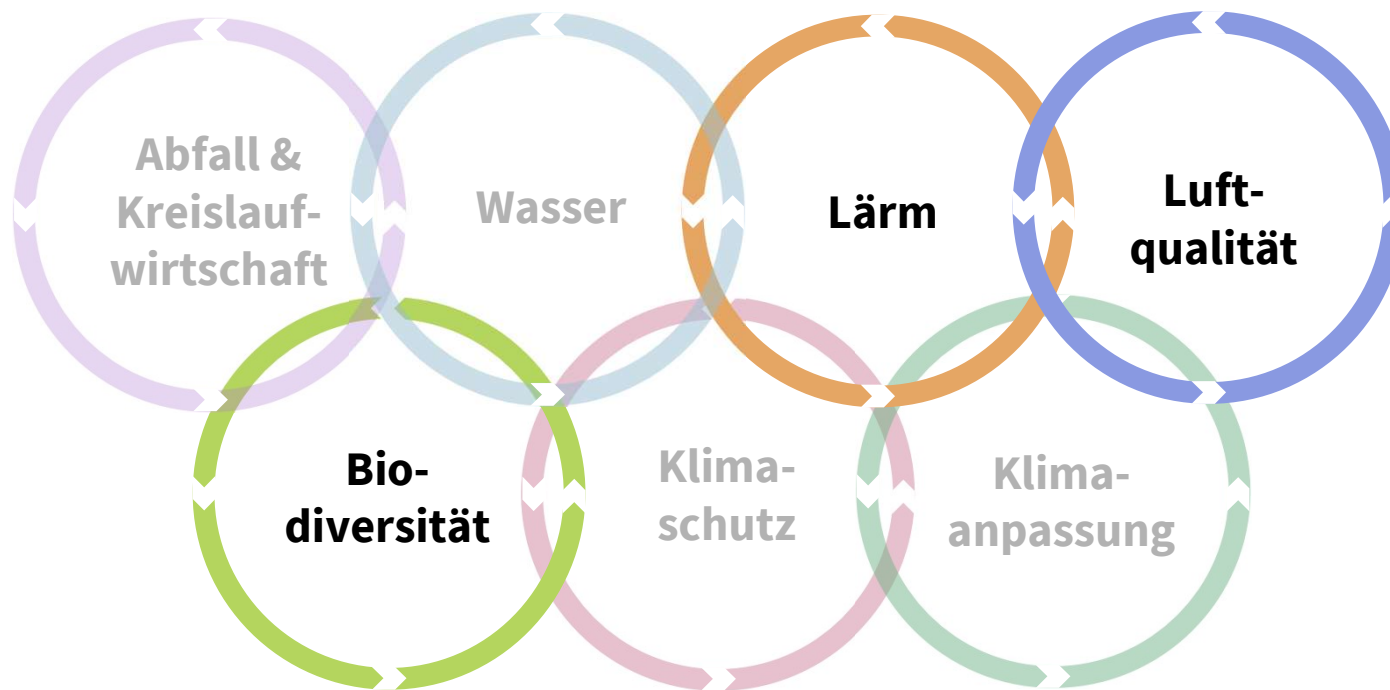 Abfall &
Kreislauf-
wirtschaft
Wasser
Lärm
Luft-
qualität
Bio-
diversität
Klima-
schutz
Klima-
anpassung